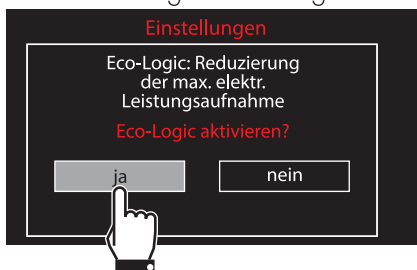 Einstellungen
Eco-Logic: Reduzierung
der max. elektr.
Leistungsaufnahme
Eco-Logic aktivieren?
ja
nein